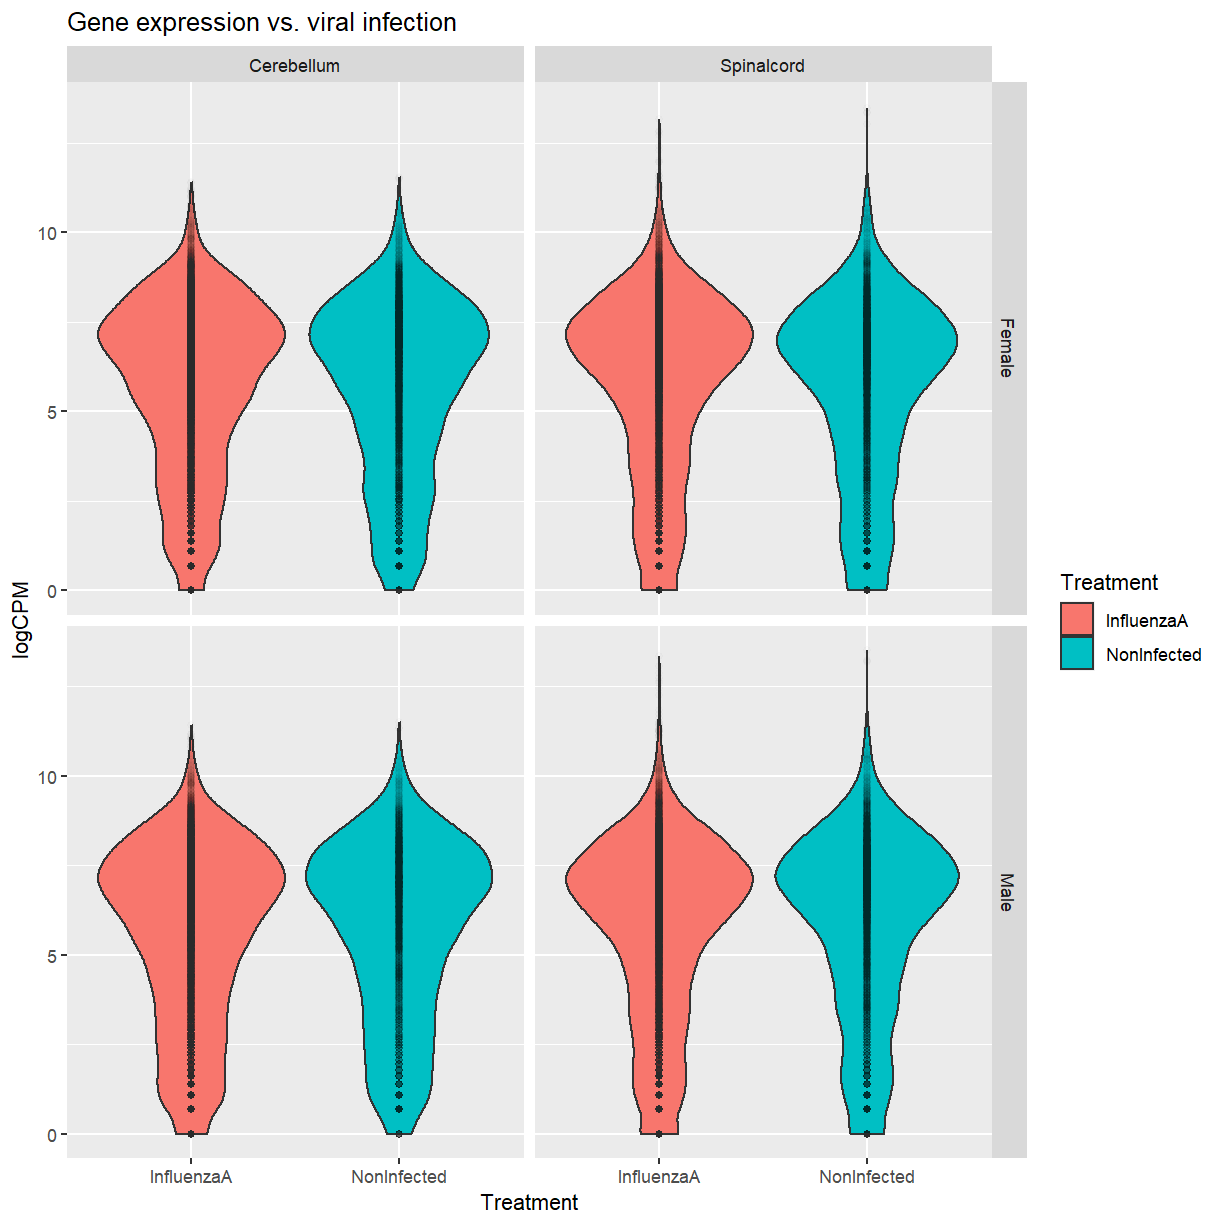 Gene expression vs. viral infection
Cerebellum
Spinalcord
10
5
0
Female
10
5
0
Male
logCPM
InfluenzaA
NonInfected
InfluenzaA
NonInfected
Treatment
Treatment
InfluenzaA
NonInfected